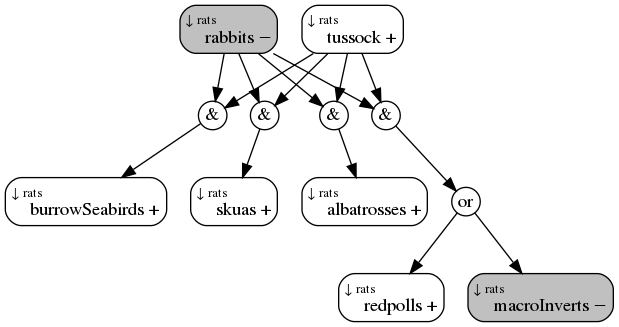 ↓ rats
rabbits −
↓ rats
tussock +
&
&
&
&
↓ rats
burrowSeabirds +
↓ rats
skuas +
↓ rats
albatrosses +
or
↓ rats
redpolls +
↓ rats
macroInverts −